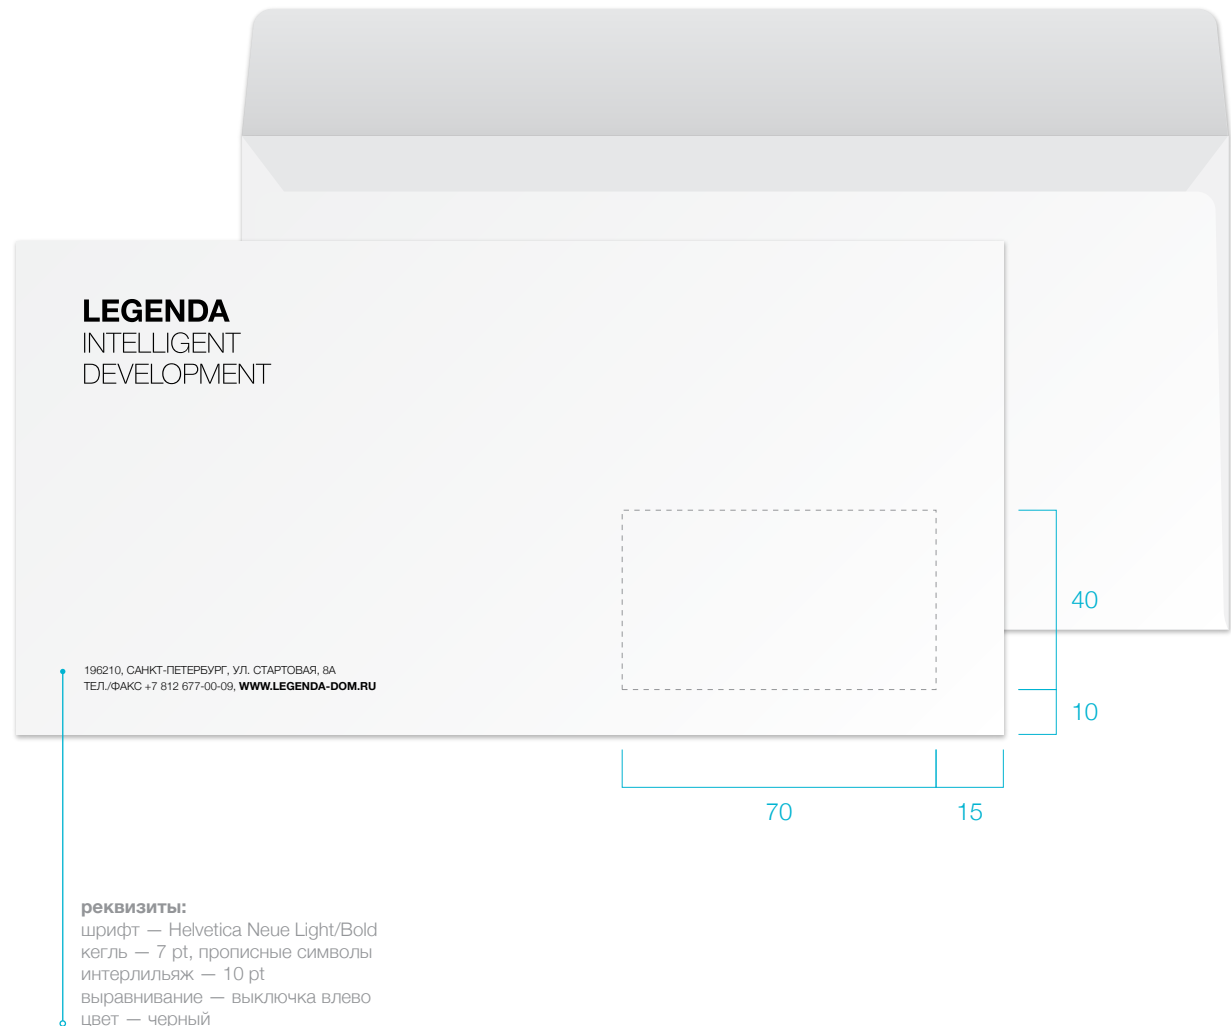 LEGENDA
INTELLIGENT
DEVELOPMENT
40
196210, САНКТ-ПЕТЕРБУРГ, УЛ. СТАРТОВАЯ, 8А
ТЕЛ./ФАКС +7 812 677-00-09, WWW.LEGENDA-DOM.RU
10
70
15
реквизиты:
шрифт — Helvetica Neue Light/Bold
кегль — 7 pt, прописные символы
интерлильяж — 10 pt
выравнивание — выключка влево
цвет — черный